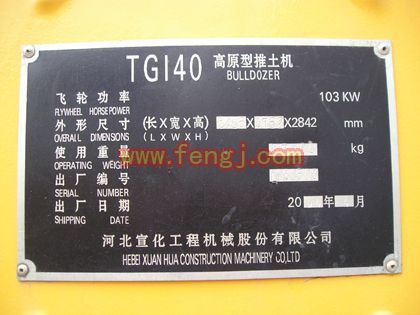 TG140 高原型推土机
BULLDOZER
飞轮功率 103 KW
FLYWHEEL HORSEPOWER
外形尺寸 (长X宽X高) X X2842 mm
OVERALL DIMENSIONS (LXWXH)
使用重量 kg
OPERATING WEIGHT
www.fengj.com
出厂编号
SERIAL NUMBER
出厂日期 20 年 月
SHIPPING DATE
河北宣化工程机械股份有限公司
HEBEI XUAN HUA CONSTRUCTION MACHINERY CO,LTD